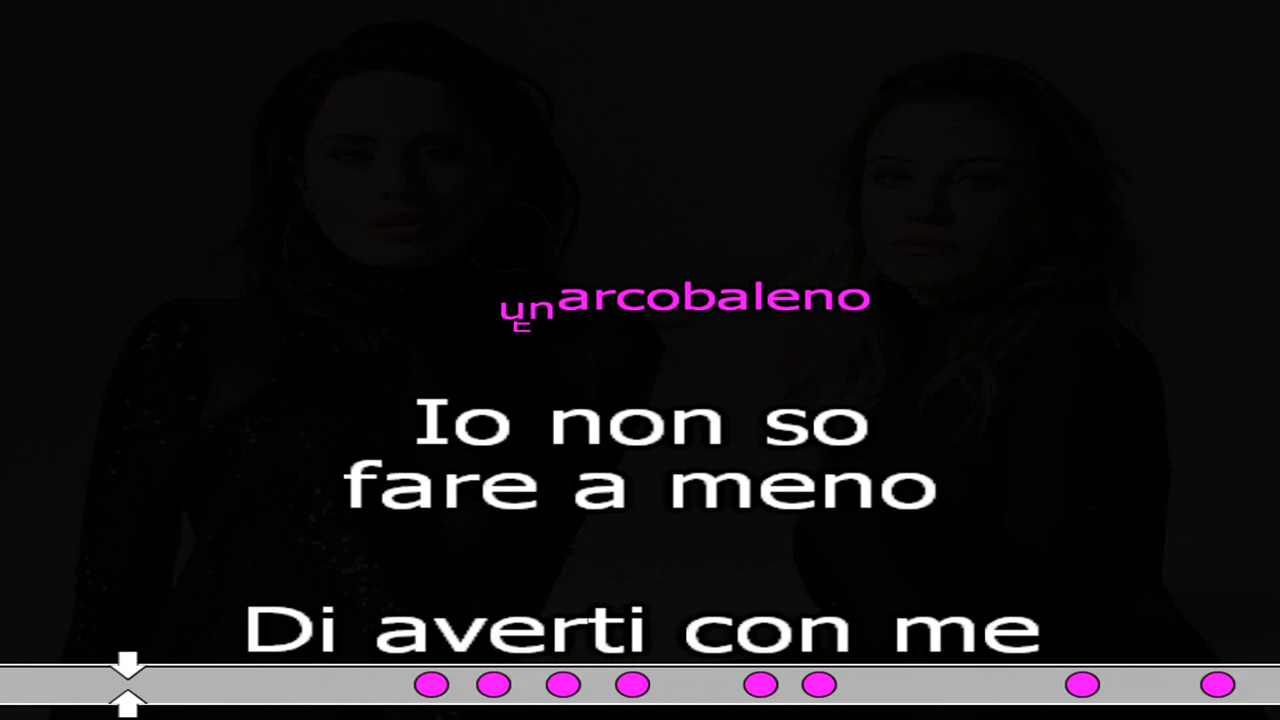 E un arcobaleno
Io non so
fare a meno
Di averti con me